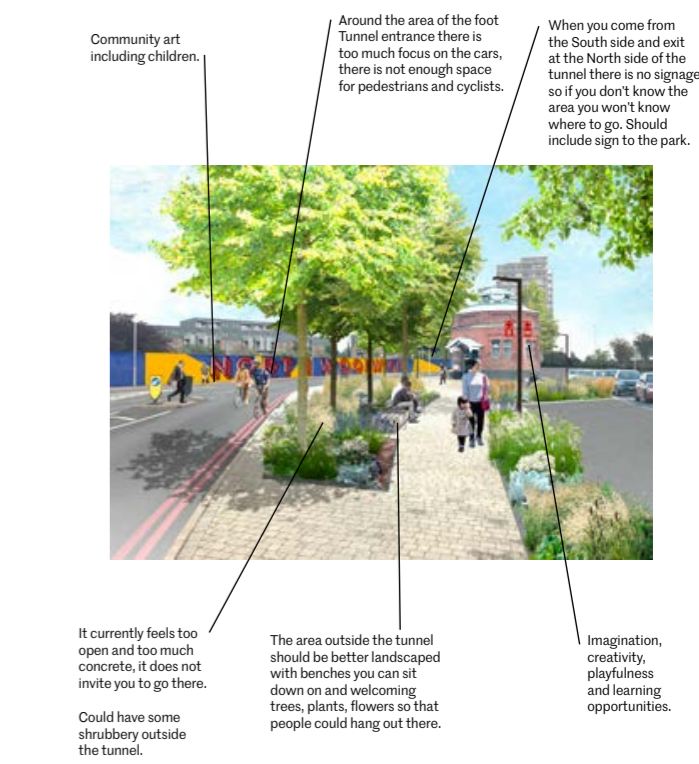 Community art
including children.
Around the area of the foot
Tunnel entrance there is
too much focus on the cars,
there is not enough space
for pedestrians and cyclists.
When you come from
the South side and exit
at the North side of the
tunnel there is no signage
so if you don't know the
area you won't know
where to go. Should
include sign to the park.
NORTH WOOLWICH
It currently feels too
open and too much
concrete, it does not
invite you to go there.
Could have some
shrubbery outside
the tunnel.
The area outside the tunnel
should be better landscaped
with benches you can sit
down on and welcoming
trees, plants, flowers so that
people could hang out there.
Imagination,
creativity,
playfulness
and learning
opportunities.